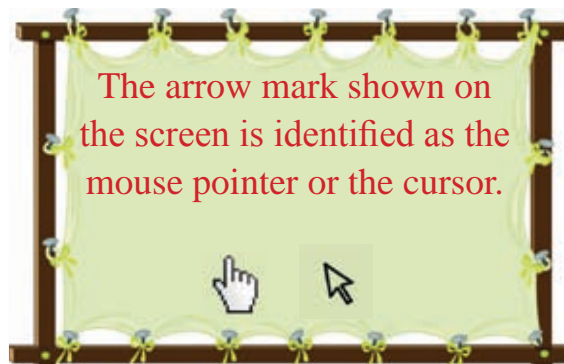 The arrow mark shown on
the screen is identified as the
mouse pointer or the cursor.